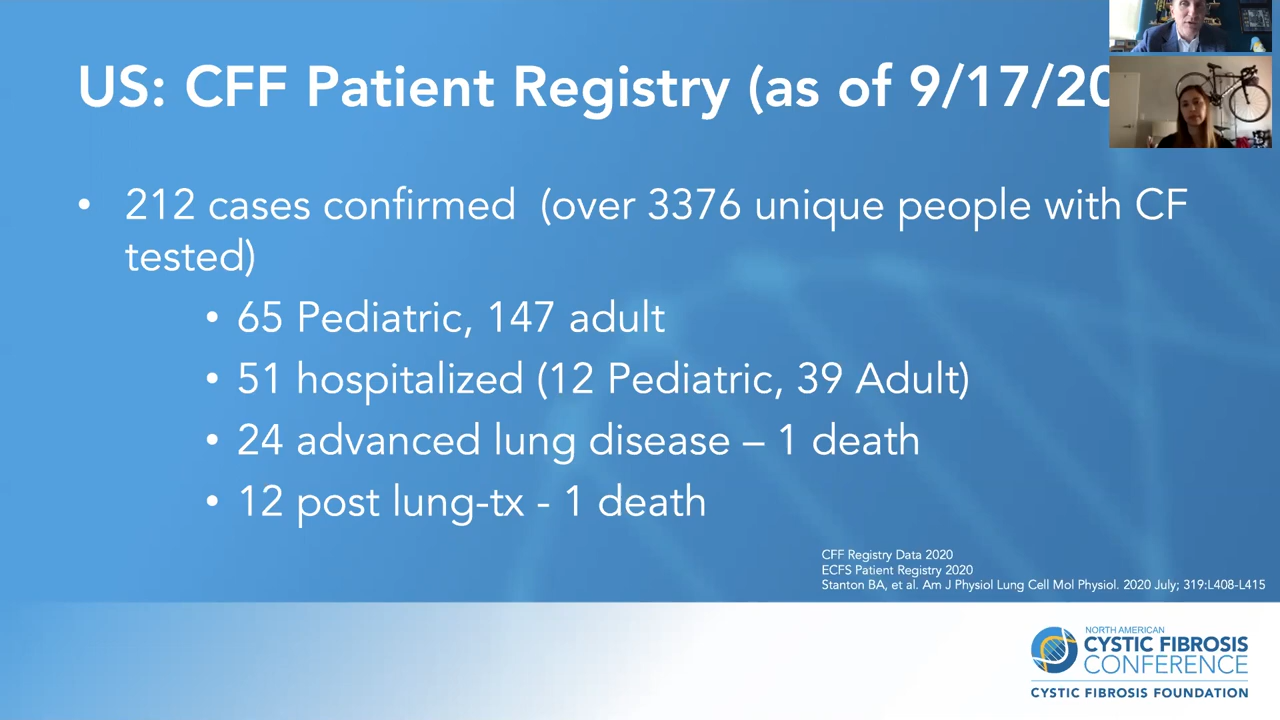 US: CFF Patient Registry (as of 9/17/20
• 212 cases confirmed (over 3376 unique people with CF
tested)
• 65 Pediatric, 147 adult
• 51 hospitalized (12 Pediatric, 39 Adult)
• 24 advanced lung disease – 1 death
• 12 post lung-tx - 1 death
CFF Registry Data 2020
ECFS Patient Registry 2020
Stanton BA, et al. Am J Physiol Lung Cell Mol Physiol. 2020 July; 319:L408-L415
NORTH AMERICAN
CYSTIC FIBROSIS
CONFERENCE
CYSTIC FIBROSIS FOUNDATION